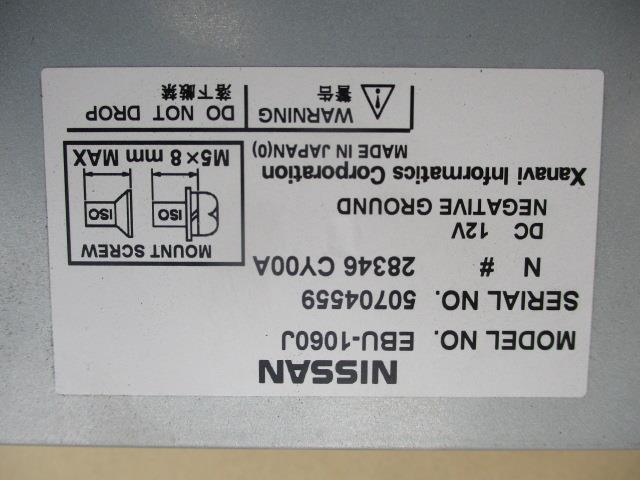 NISSAN
MODEL NO. EBU-1060J
SERIAL NO. 50704559
N # 28346 CY00A
DC 12V
NEGATIVE GROUND
MOUNT SCREW
ISO ISO
M5×8 mm MAX
Xanavi Informatics Corporation
MADE IN JAPAN(0)
WARNING
警告
DO NOT DROP
落下厳禁